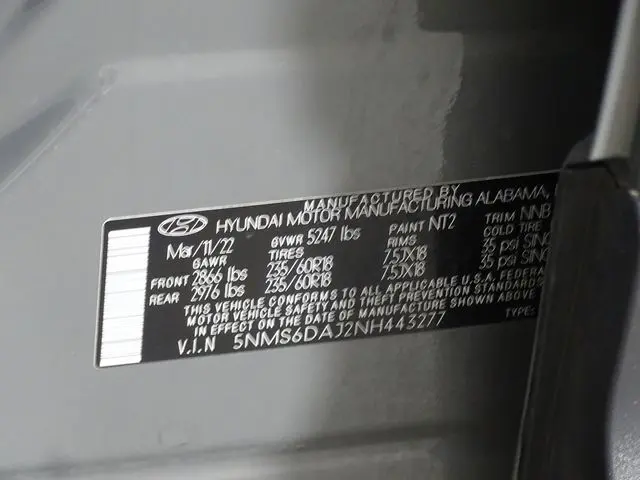 MANUFACTURED BY
HYUNDAI MOTOR MANUFACTURING ALABAMA,
Mar/11/22 GVWR 5247 lbs PAINT NT2 TRIM NNB
GAWR TIRES RIMS COLD TIRE
FRONT 2866 lbs 235/60R18 7.5JX18 35 psi SING
REAR 2976 lbs 235/60R18 7.5JX18 35 psi SING
THIS VEHICLE CONFORMS TO ALL APPLICABLE U.S.A. FEDERAL
MOTOR VEHICLE SAFETY AND THEFT PREVENTION STANDARDS
IN EFFECT ON THE DATE OF MANUFACTURE SHOWN ABOVE.
V.I.N 5NMS6DAJ2NH443277 TYPE: